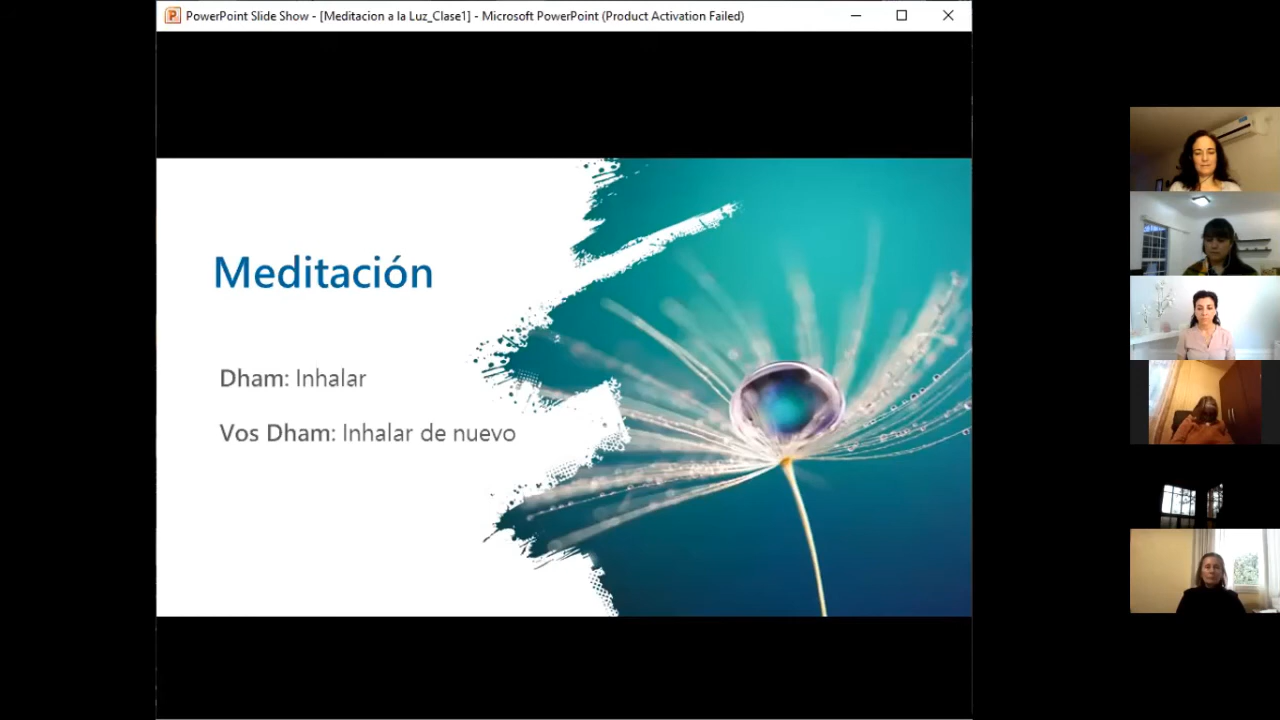 PowerPoint Slide Show - [Meditacion a la Luz_Clase1] - Microsoft PowerPoint (Product Activation Failed)
Meditación
Dham: Inhalar
Vos Dham: Inhalar de nuevo